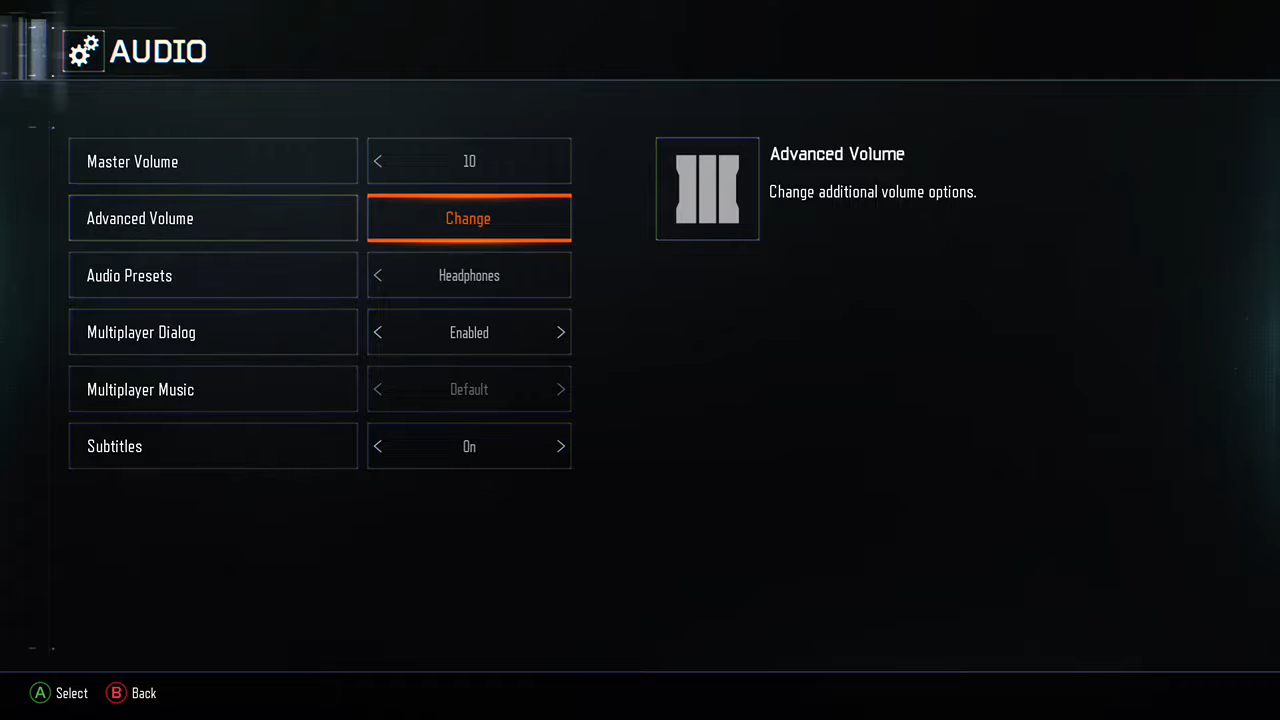 AUDIO
Master Volume < 10
Advanced Volume Change
Audio Presets < Headphones
Multiplayer Dialog < Enabled >
Multiplayer Music < Default >
Subtitles < On >
Advanced Volume
Change additional volume options.
A Select B Back